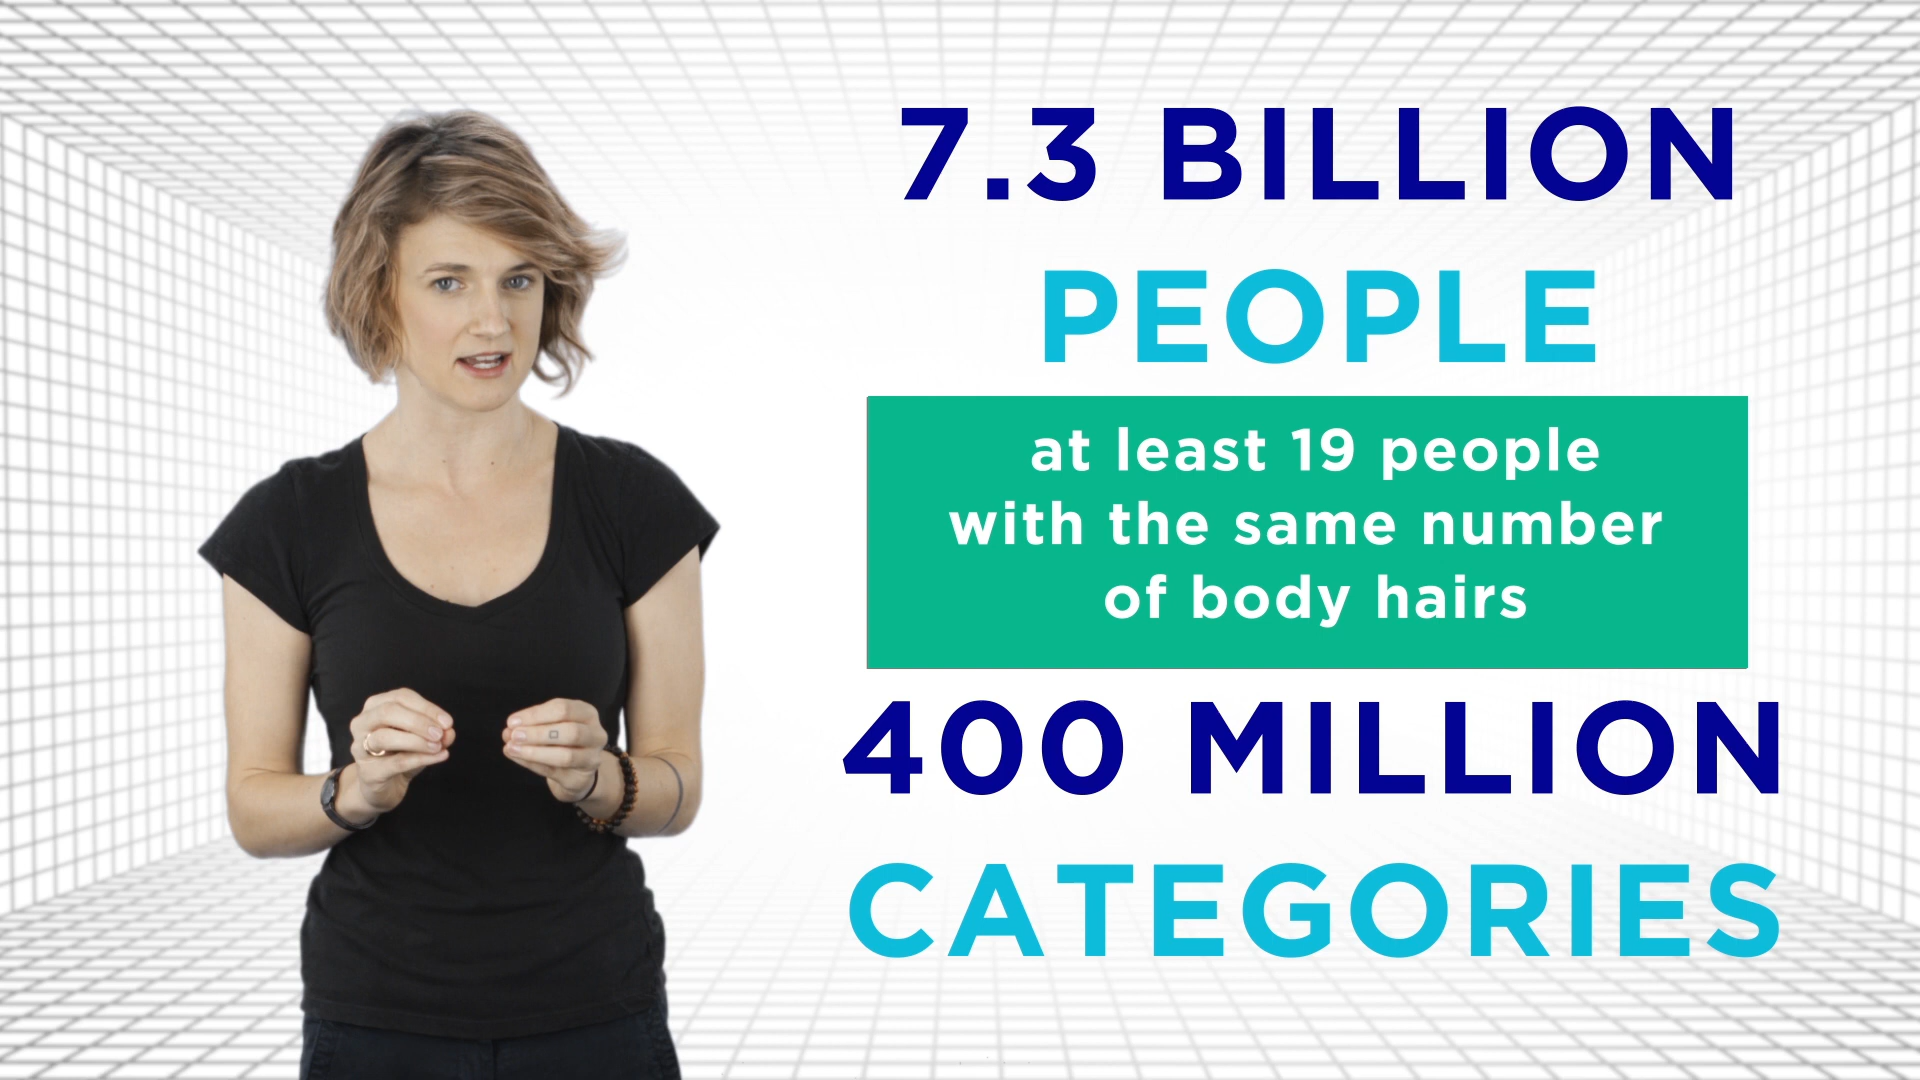 7.3 BILLION
PEOPLE
at least 19 people
with the same number
of body hairs
400 MILLION
CATEGORIES